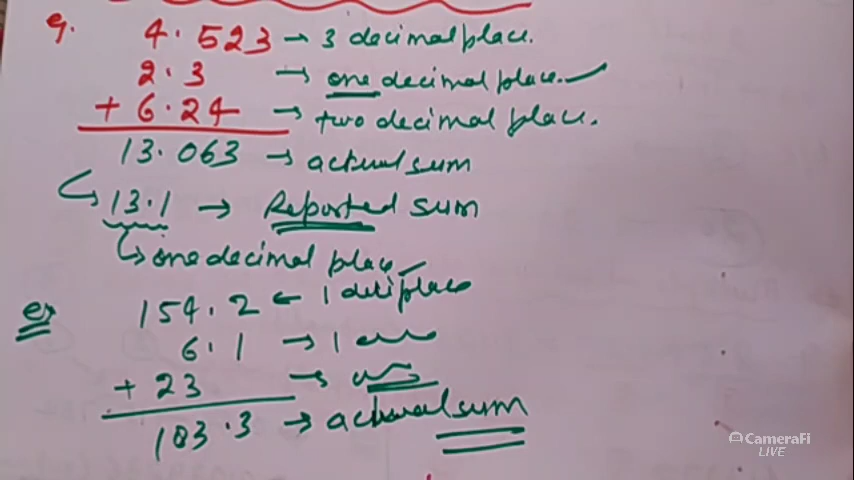 eg. 4.523 → 3 decimal place.
2.3 → one decimal place.
+ 6.24 → two decimal place.
13.063 → actual sum
13.1 → Reported sum
one decimal place
ex 154.2 ← 1 deci place
6.1 → 1
+ 23 →
183.3 → actual sum
CameraFi
LIVE